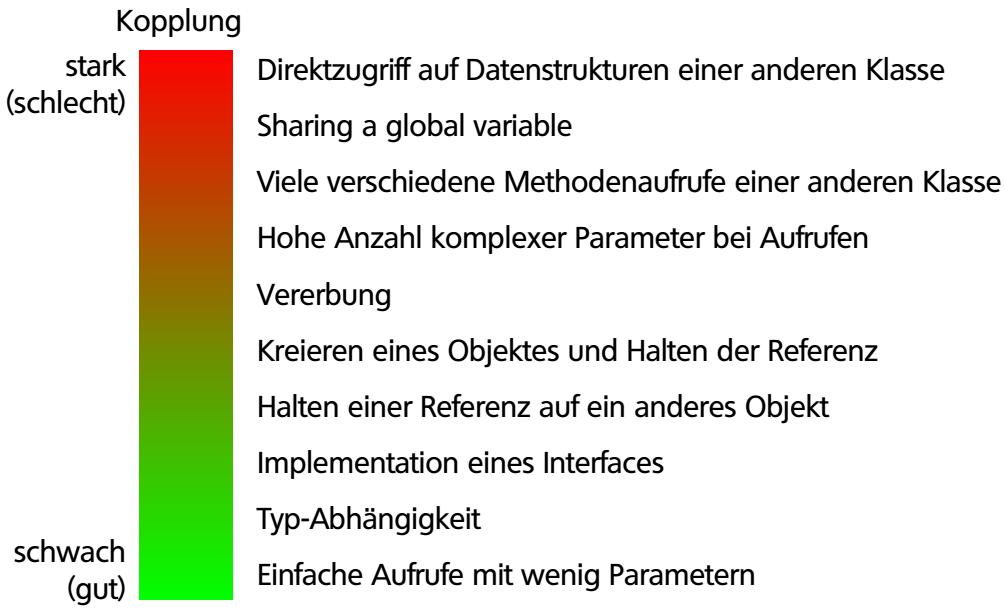 Kopplung
stark
(schlecht)
Direktzugriff auf Datenstrukturen einer anderen Klasse
Sharing a global variable
Viele verschiedene Methodenaufrufe einer anderen Klasse
Hohe Anzahl komplexer Parameter bei Aufrufen
Vererbung
Kreieren eines Objektes und Halten der Referenz
Halten einer Referenz auf ein anderes Objekt
Implementation eines Interfaces
Typ-Abhängigkeit
schwach
(gut)
Einfache Aufrufe mit wenig Parametern